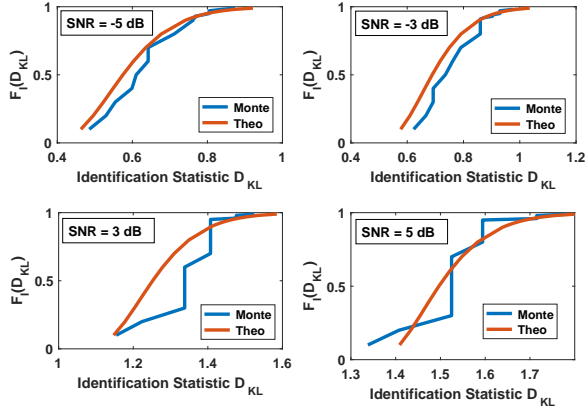 SNR = -5 dB
F_I(D_KL)
1
0.5
0
Monte
Theo
0.4 0.6 0.8 1
Identification Statistic D_KL
SNR = -3 dB
F_I(D_KL)
1
0.5
0
Monte
Theo
0.4 0.6 0.8 1 1.2
Identification Statistic D_KL
SNR = 3 dB
F_I(D_KL)
1
0.5
0
Monte
Theo
1 1.2 1.4 1.6
Identification Statistic D_KL
SNR = 5 dB
F_I(D_KL)
1
0.5
0
Monte
Theo
1.3 1.4 1.5 1.6 1.7
Identification Statistic D_KL